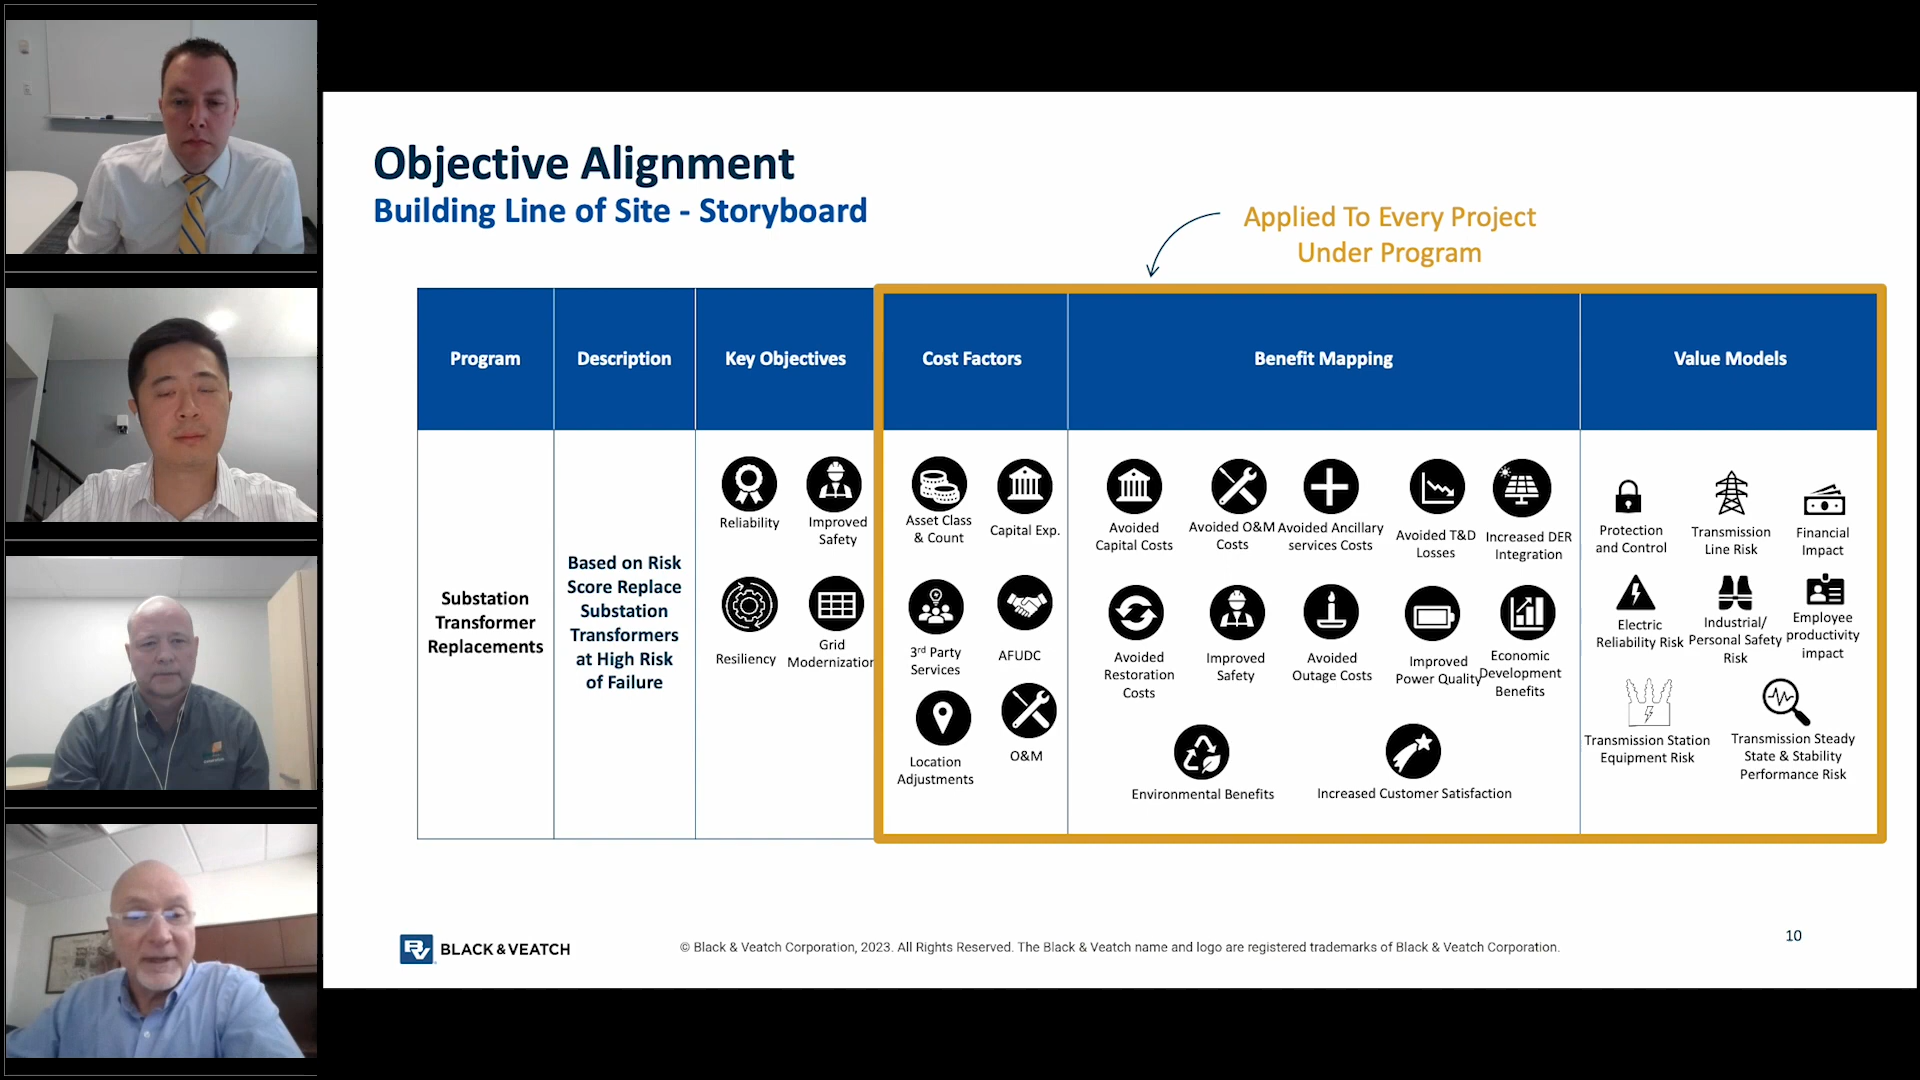 Objective Alignment
Building Line of Site - Storyboard
Applied To Every Project
Under Program
Program
Description
Key Objectives
Cost Factors
Benefit Mapping
Value Models
Substation
Transformer
Replacements
Based on Risk
Score Replace
Substation
Transformers
at High Risk
of Failure
Reliability
Improved
Safety
Resiliency
Grid
Modernization
Asset Class
& Count
Capital Exp.
3rd Party
Services
AFUDC
Location
Adjustments
O&M
Avoided
Capital Costs
Avoided O&M
Costs
Avoided Ancillary
services Costs
Avoided T&D
Losses
Increased DER
Integration
Avoided
Restoration
Costs
Improved
Safety
Avoided
Outage Costs
Improved
Power Quality
Economic
Development
Benefits
Environmental Benefits
Increased Customer Satisfaction
Protection
and Control
Transmission
Line Risk
Financial
Impact
Electric
Reliability Risk
Industrial/
Personal Safety
Risk
Employee
productivity
impact
Transmission Station
Equipment Risk
Transmission Steady
State & Stability
Performance Risk
BV BLACK & VEATCH
© Black & Veatch Corporation, 2023. All Rights Reserved. The Black & Veatch name and logo are registered trademarks of Black & Veatch Corporation.
10